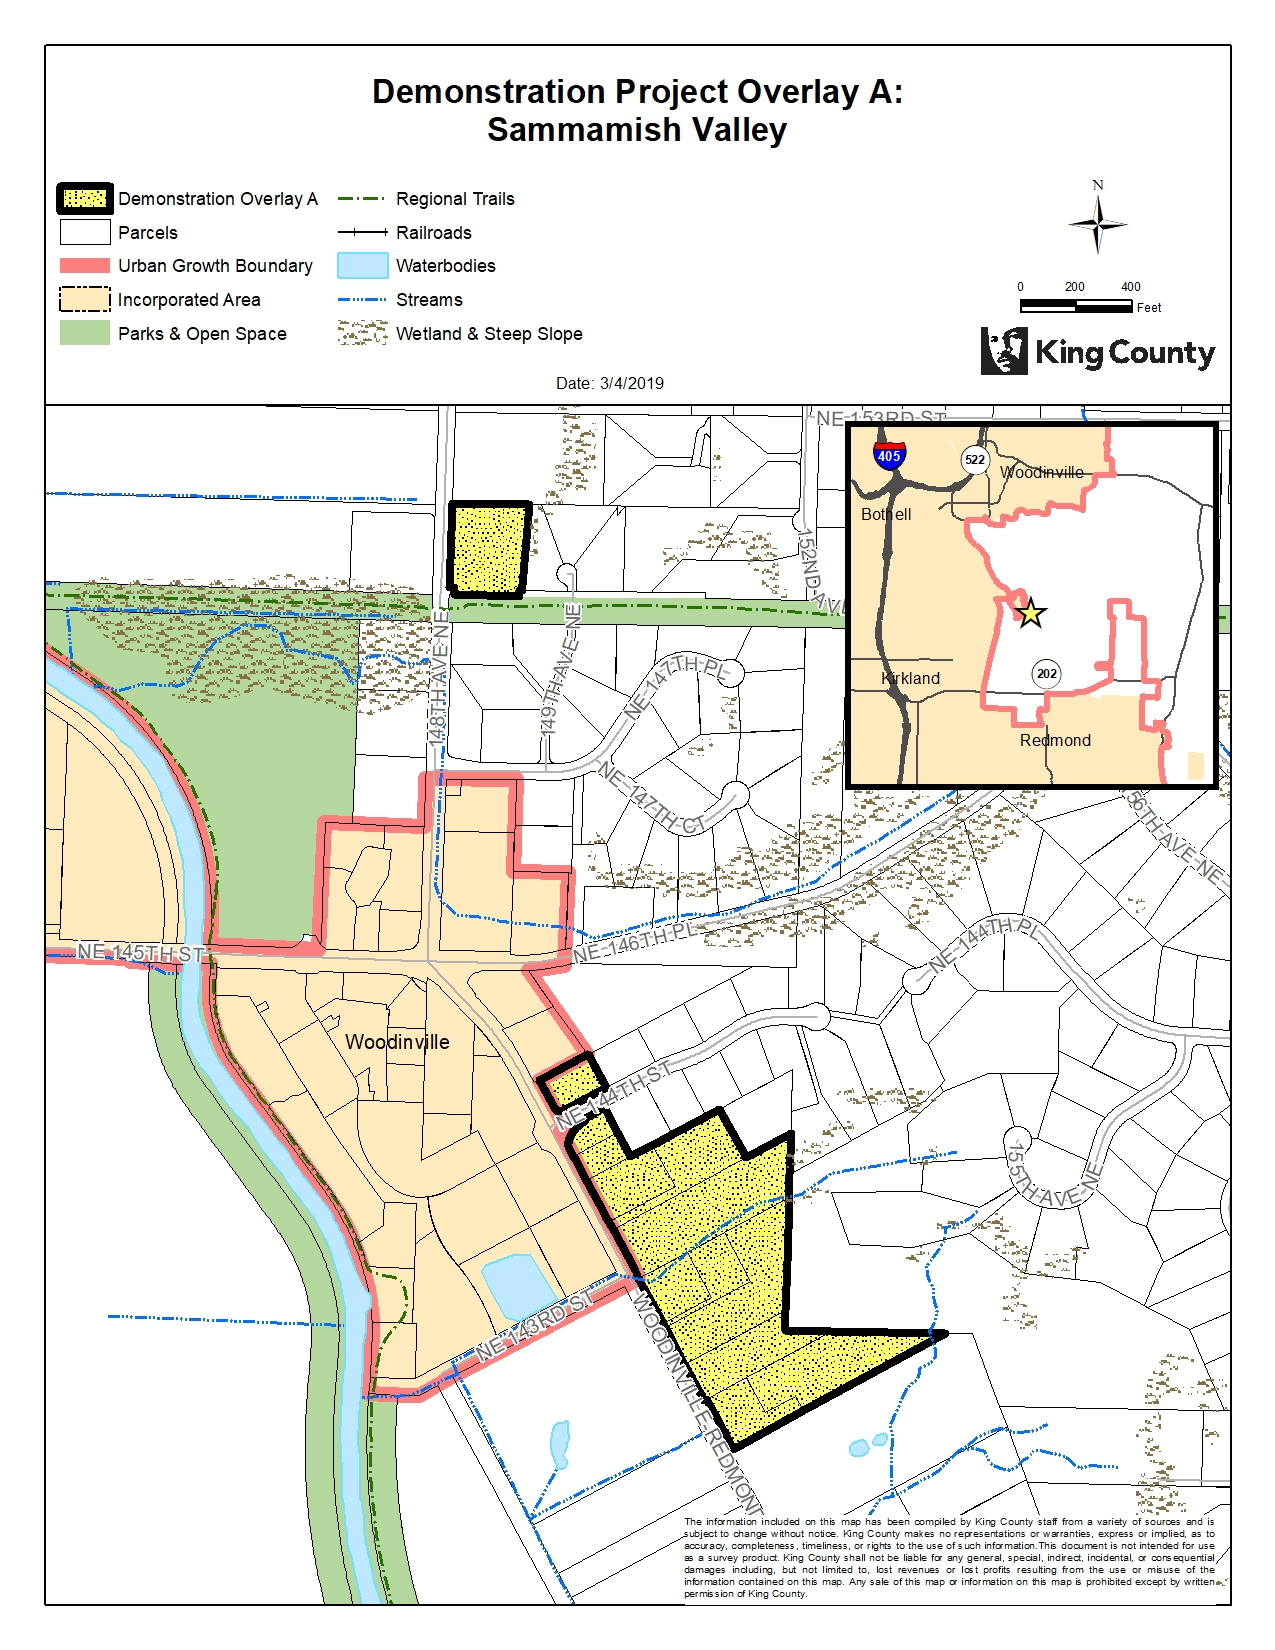 Demonstration Project Overlay A:
Sammamish Valley
Demonstration Overlay A
Parcels
Urban Growth Boundary
Incorporated Area
Parks & Open Space
Regional Trails
Railroads
Waterbodies
Streams
Wetland & Steep Slope
N
0 200 400
Feet
King County
Date: 3/4/2019
NE 153RD ST
405
522
Woodinville
Bothell
Kirkland
202
Redmond
152ND AVE
148TH AVE NE
149TH AVE NE
NE 147TH PL
NE 147TH CT
156TH AVE NE
NE 145TH ST
NE 146TH PL
NE 144TH PL
Woodinville
NE 144TH ST
155TH AVE NE
NE 143RD ST
WOODINVILLE-REDMOND
The information included on this map has been compiled by King County staff from a variety of sources and is
subject to change without notice. King County makes no representations or warranties, express or implied, as to
accuracy, completeness, timeliness, or rights to the use of such information.This document is not intended for use
as a survey product. King County shall not be liable for any general, special, indirect, incidental, or consequential
damages including, but not limited to, lost revenues or lost profits resulting from the use or misuse of the
information contained on this map. Any sale of this map or information on this map is prohibited except by written
permission of King County.